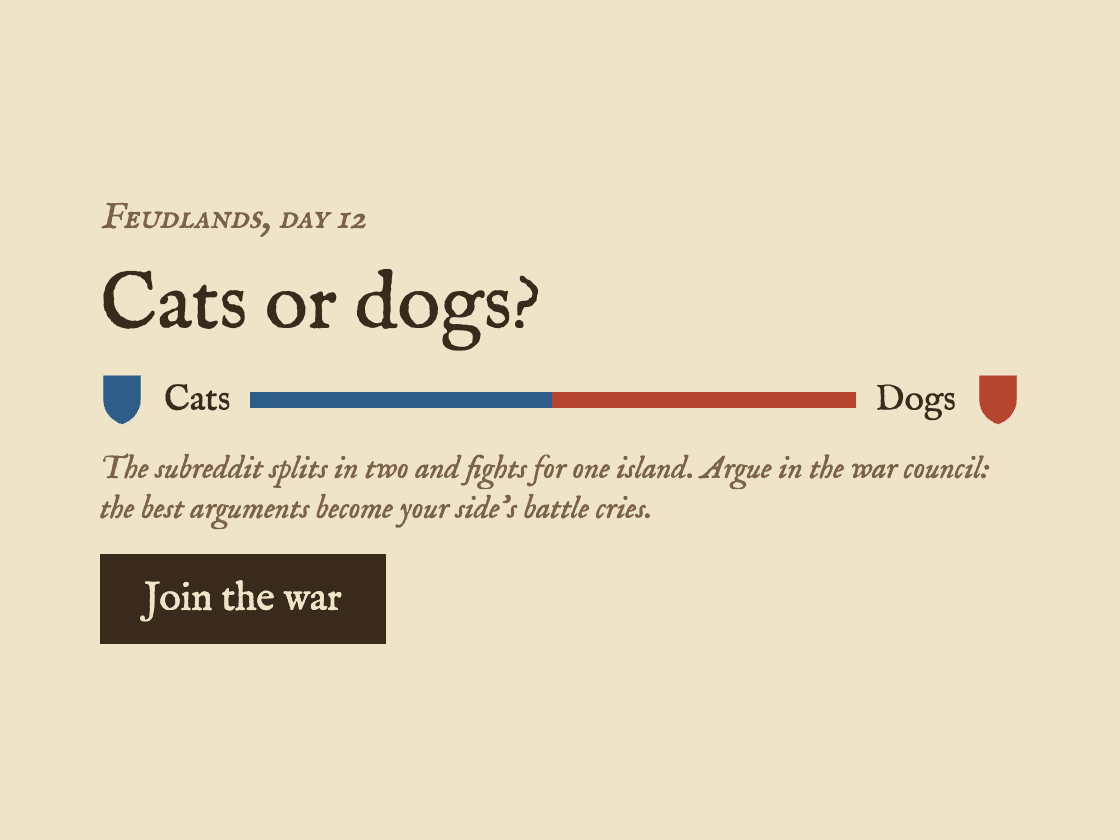 Feudlands, day 12
Cats or dogs?
Cats Dogs
The subreddit splits in two and fights for one island. Argue in the war council:
the best arguments become your side’s battle cries.
Join the war